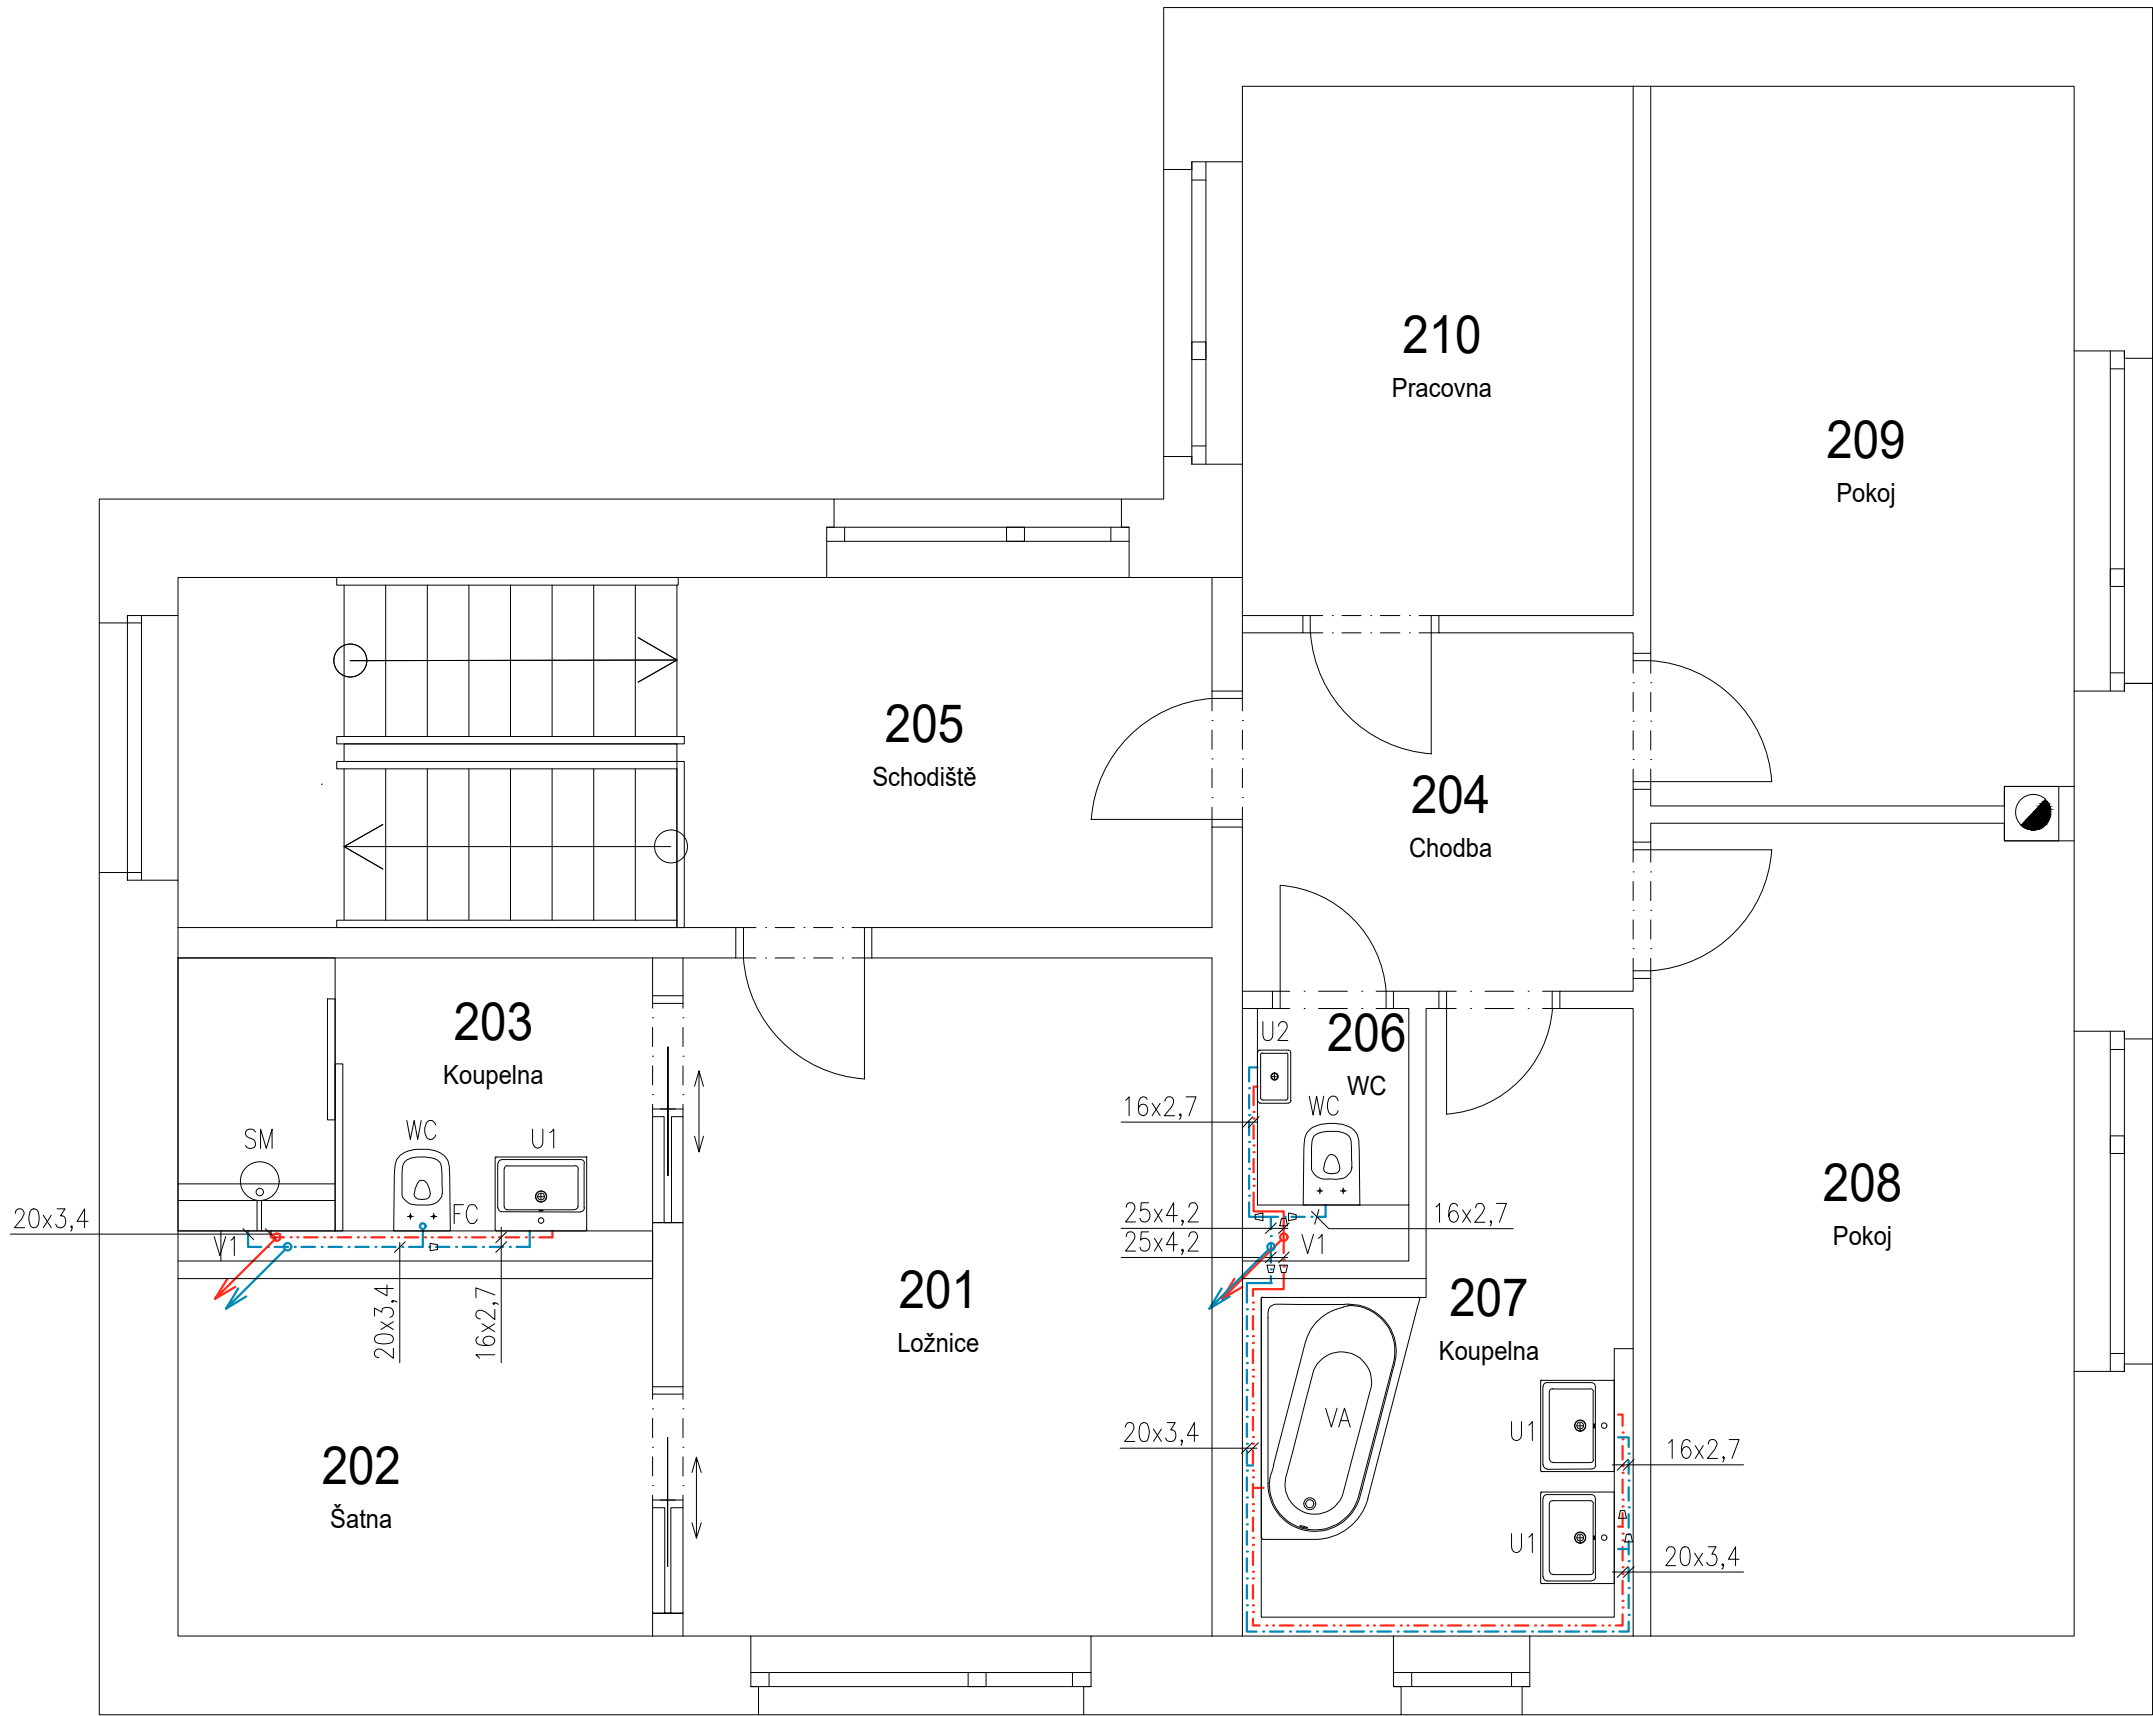 210
Pracovna
209
Pokoj
205
Schodiště
204
Chodba
203
Koupelna
U2
206
WC
16x2,7
WC
SM
WC
U1
20x3,4
FC
V1
25x4,2
16x2,7
25x4,2
V1
208
Pokoj
20x3,4
16x2,7
201
Ložnice
207
Koupelna
VA
20x3,4
U1
16x2,7
202
Šatna
U1
20x3,4